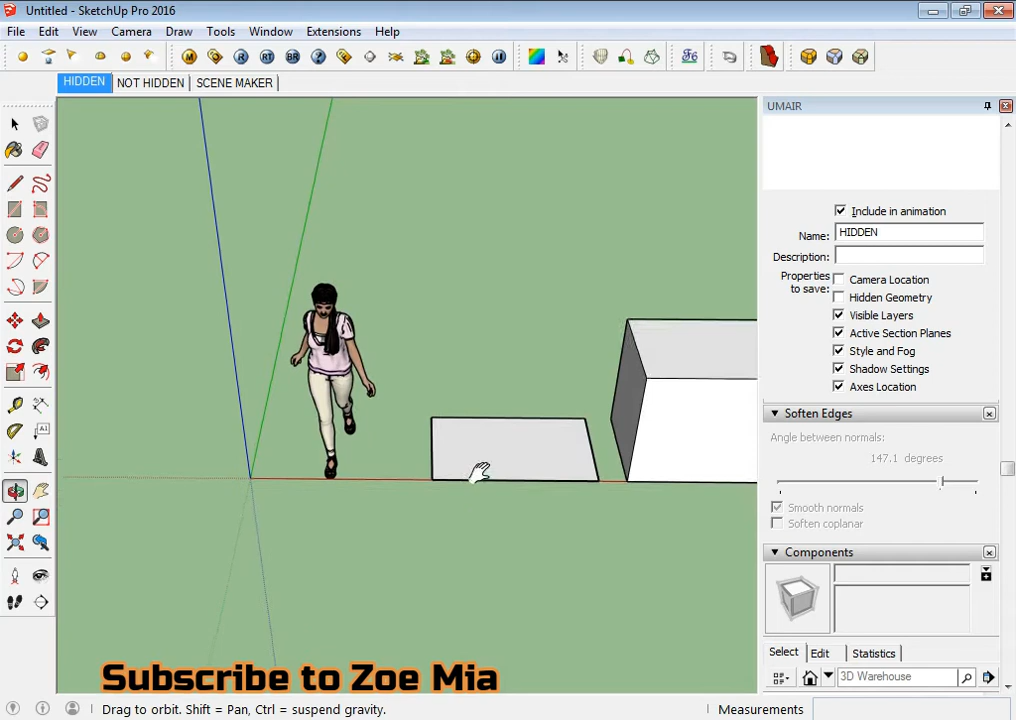 Untitled - SketchUp Pro 2016
File Edit View Camera Draw Tools Window Extensions Help
M R RT BR ?
HIDDEN NOT HIDDEN SCENE MAKER
UMAIR
Include in animation
Name: HIDDEN
Description:
Properties to save:
Camera Location
Hidden Geometry
Visible Layers
Active Section Planes
Style and Fog
Shadow Settings
Axes Location
Soften Edges
Angle between normals:
147.1 degrees
Smooth normals
Soften coplanar
Components
Select Edit Statistics
3D Warehouse
Subscribe to Zoe Mia
Drag to orbit. Shift = Pan, Ctrl = suspend gravity.
Measurements